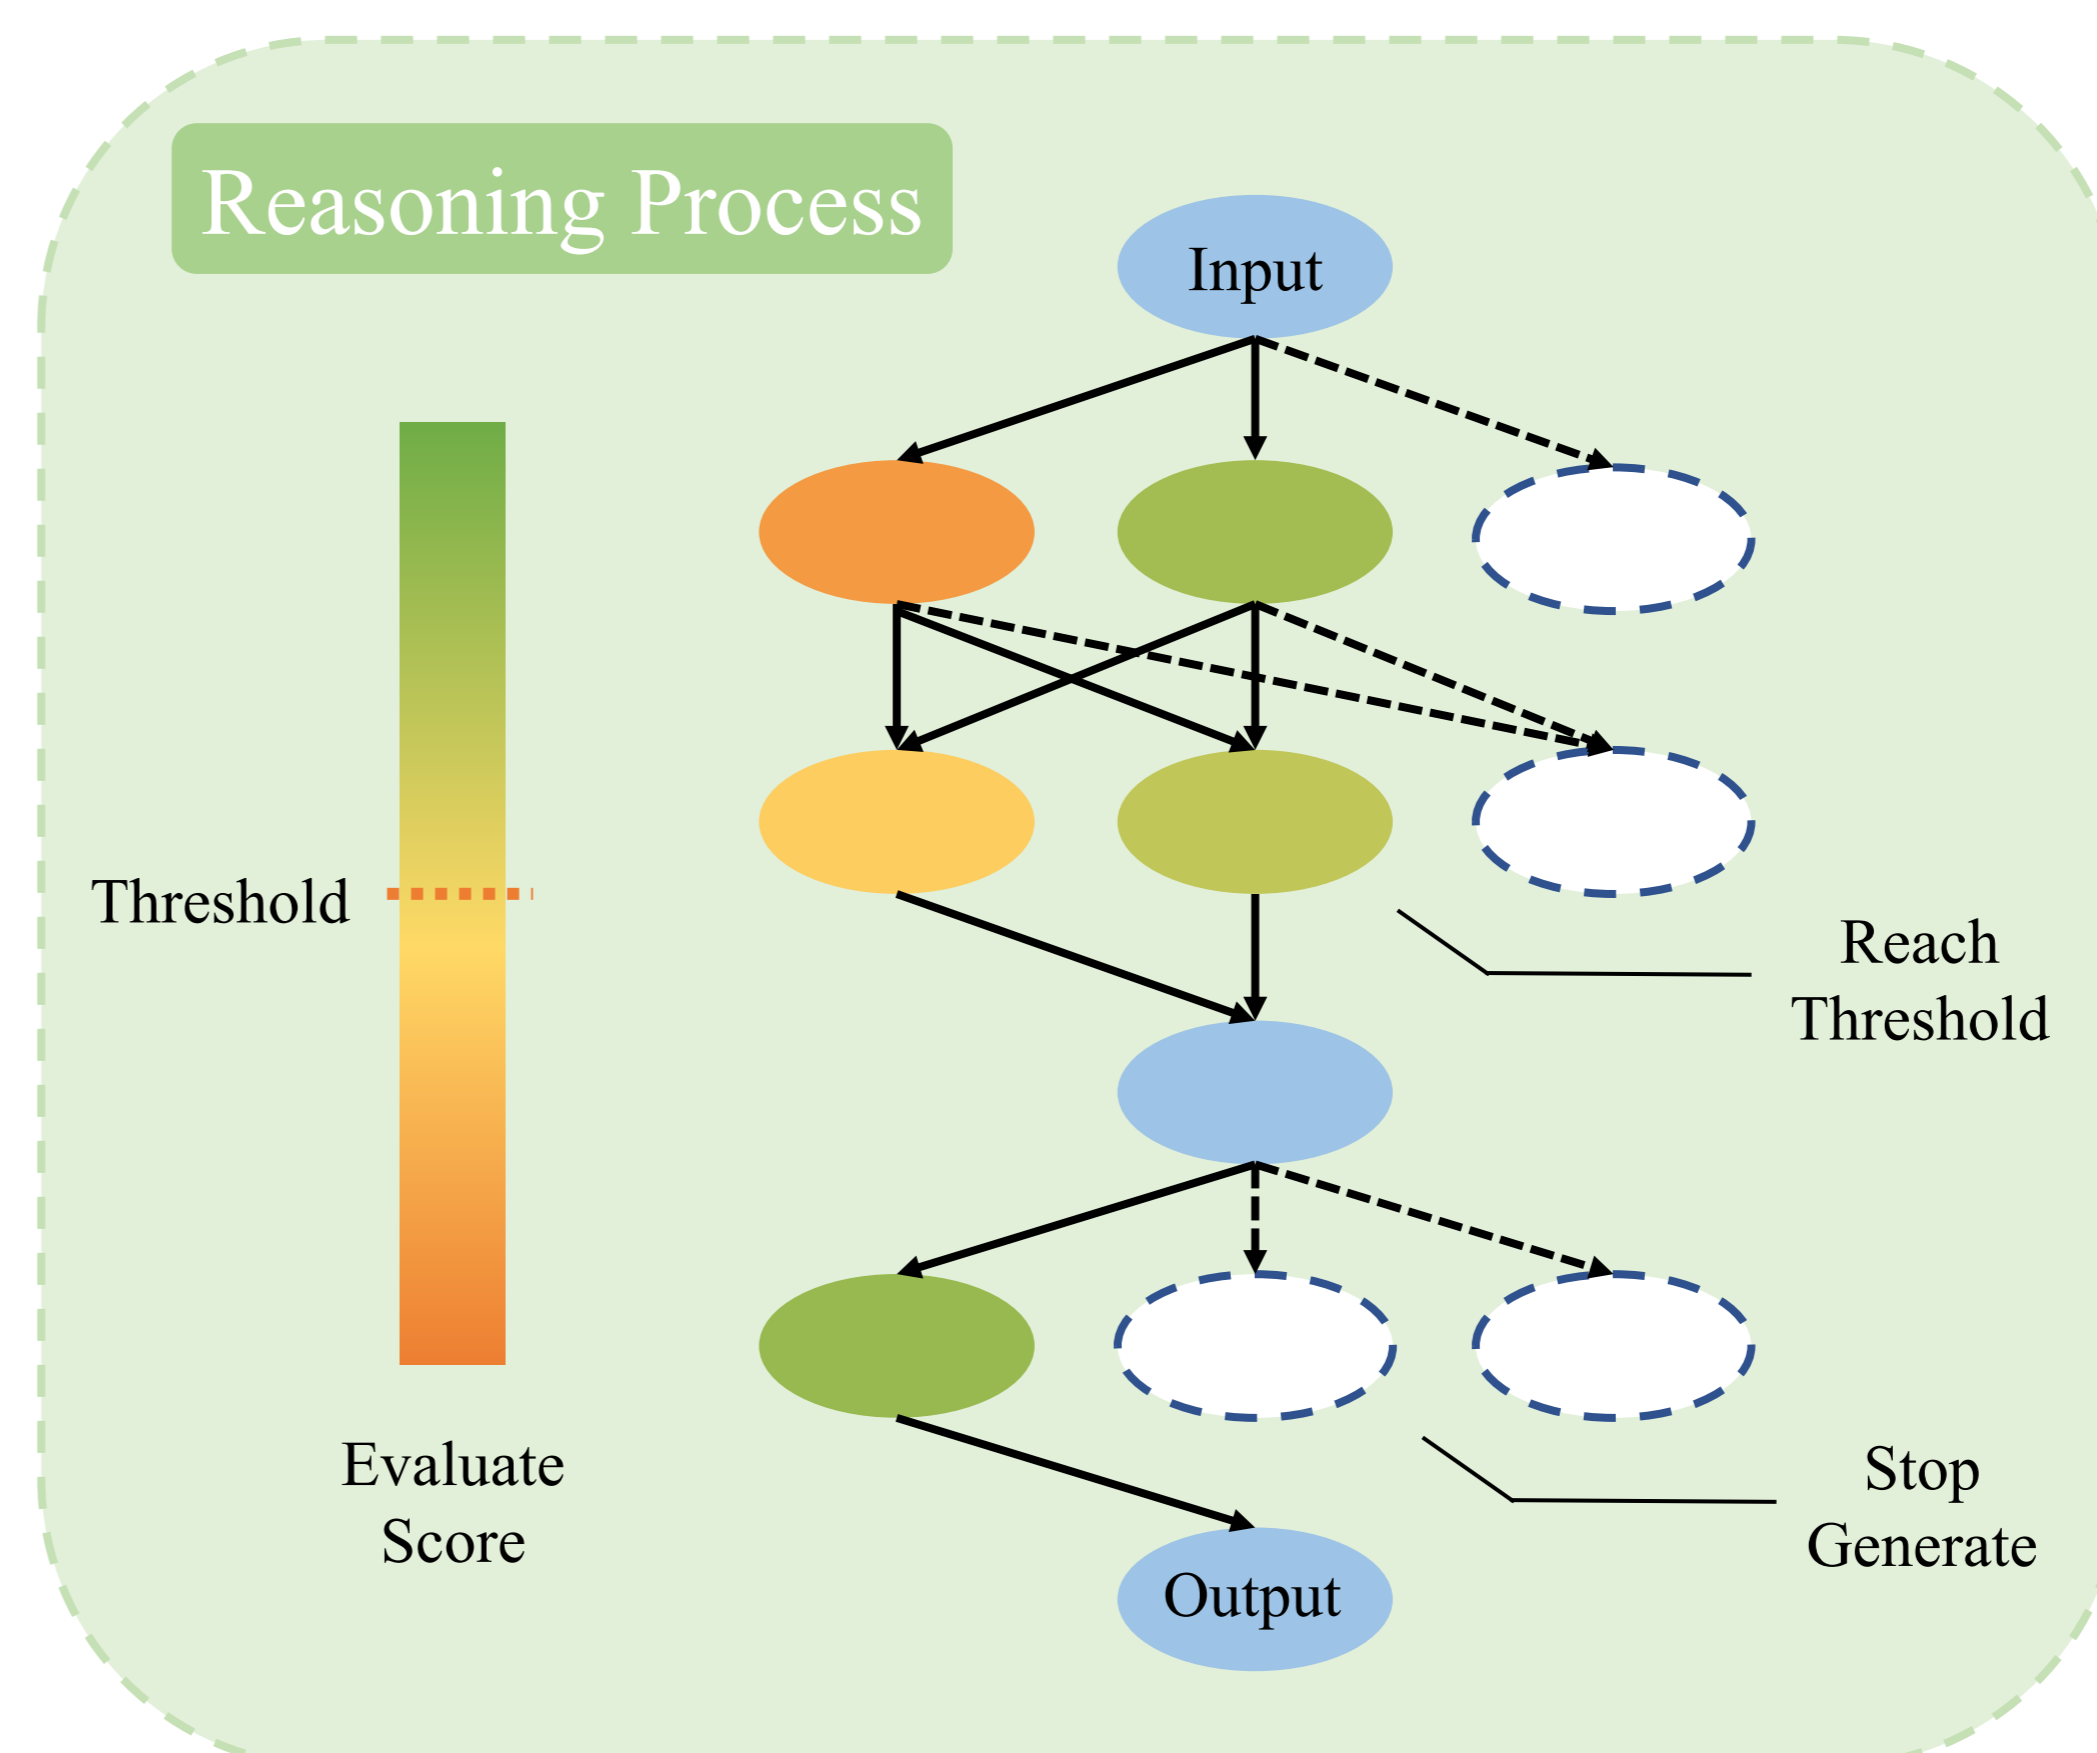 Reasoning Process
Input
Threshold
Reach
Threshold
Evaluate
Score
Stop
Generate
Output